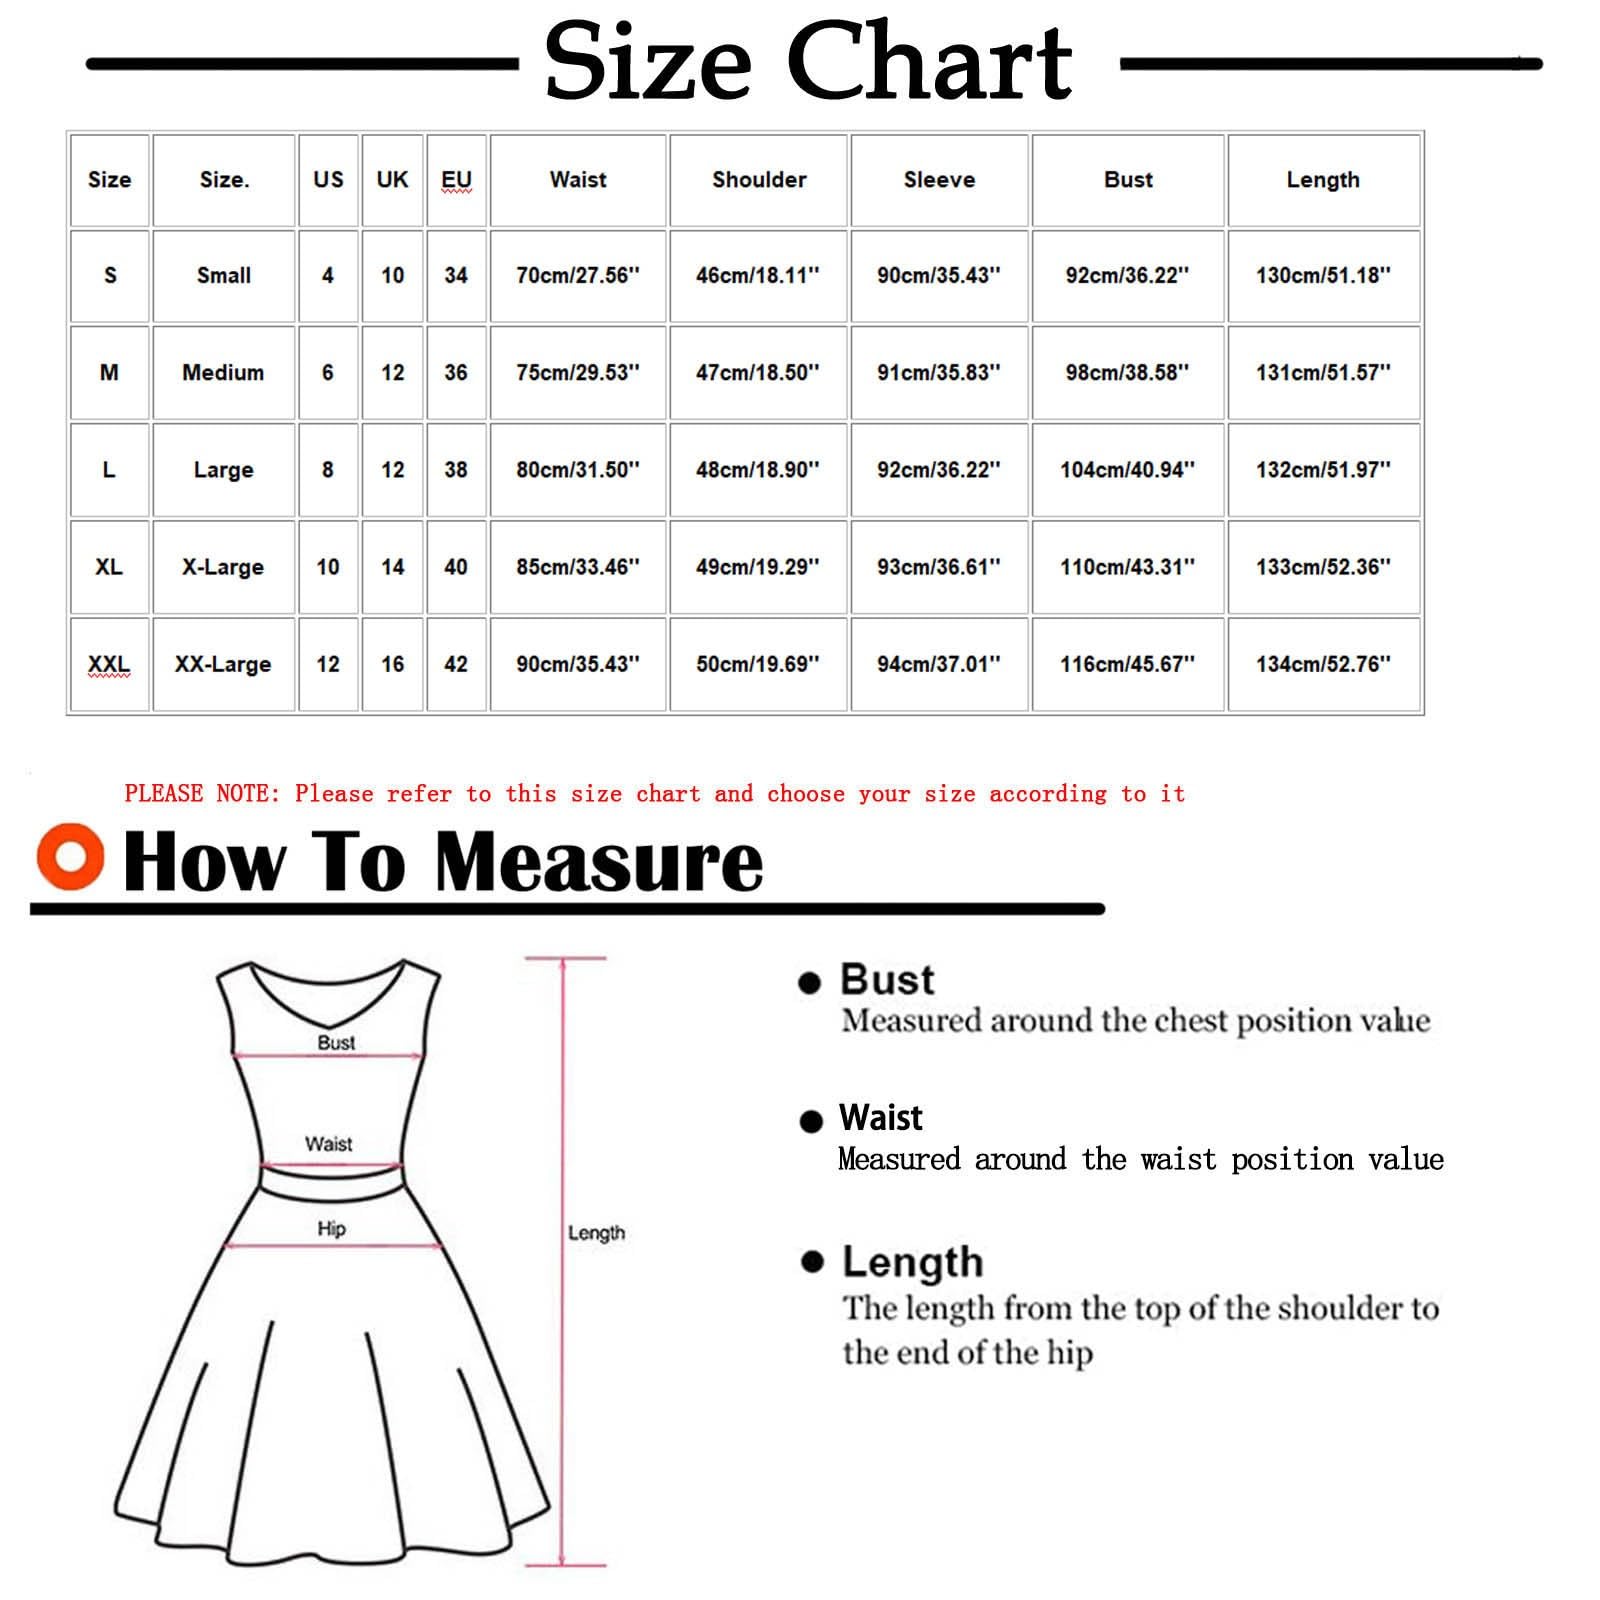 Size Chart
Size Size. US UK EU Waist Shoulder Sleeve Bust Length
S Small 4 10 34 70cm/27.56'' 46cm/18.11'' 90cm/35.43'' 92cm/36.22'' 130cm/51.18''
M Medium 6 12 36 75cm/29.53'' 47cm/18.50'' 91cm/35.83'' 98cm/38.58'' 131cm/51.57''
L Large 8 12 38 80cm/31.50'' 48cm/18.90'' 92cm/36.22'' 104cm/40.94'' 132cm/51.97''
XL X-Large 10 14 40 85cm/33.46'' 49cm/19.29'' 93cm/36.61'' 110cm/43.31'' 133cm/52.36''
XXL XX-Large 12 16 42 90cm/35.43'' 50cm/19.69'' 94cm/37.01'' 116cm/45.67'' 134cm/52.76''
PLEASE NOTE: Please refer to this size chart and choose your size according to it
How To Measure
Bust
Waist
Hip
Length
Bust
Measured around the chest position value
Waist
Measured around the waist position value
Length
The length from the top of the shoulder to
the end of the hip